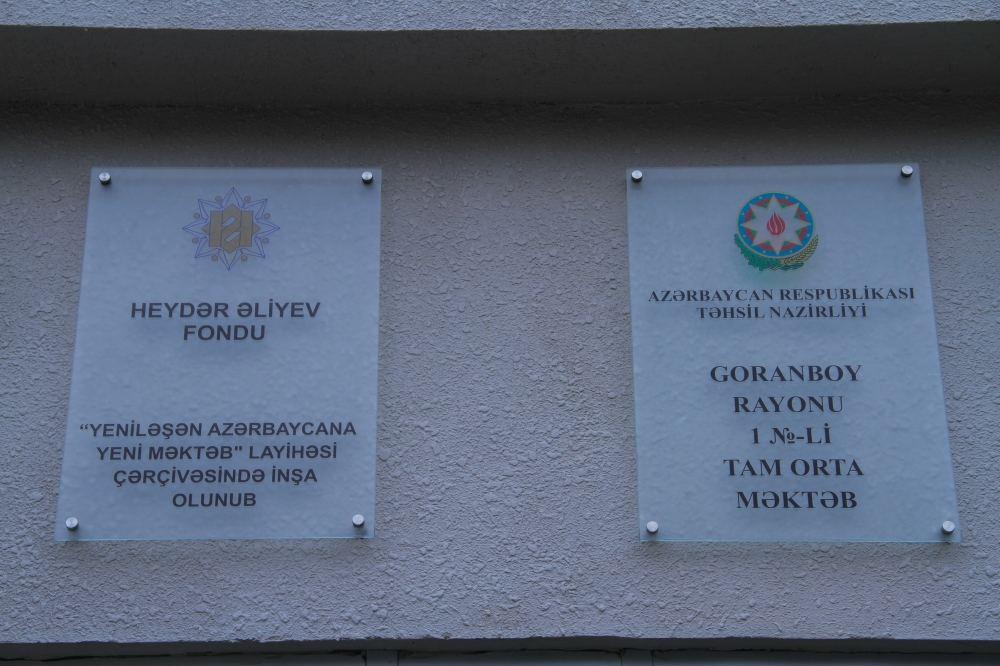 HEYDƏR ƏLİYEV
FONDU
“YENİLƏŞƏN AZƏRBAYCANA
YENİ MƏKTƏB" LAYİHƏSİ
ÇƏRÇİVƏSİNDƏ İNŞA
OLUNUB
AZƏRBAYCAN RESPUBLİKASI
TƏHSİL NAZİRLİYİ
GORANBOY
RAYONU
1 №-Lİ
TAM ORTA
MƏKTƏB